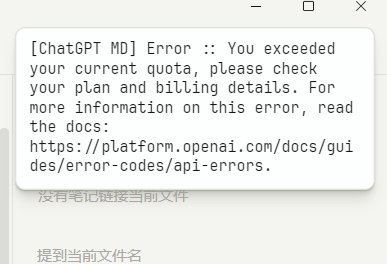 [ChatGPT MD] Error :: You exceeded
your current quota, please check
your plan and billing details. For
more information on this error, read
the docs:
https://platform.openai.com/docs/gui
des/error-codes/api-errors.
没有笔记链接当前文件
提到当前文件名